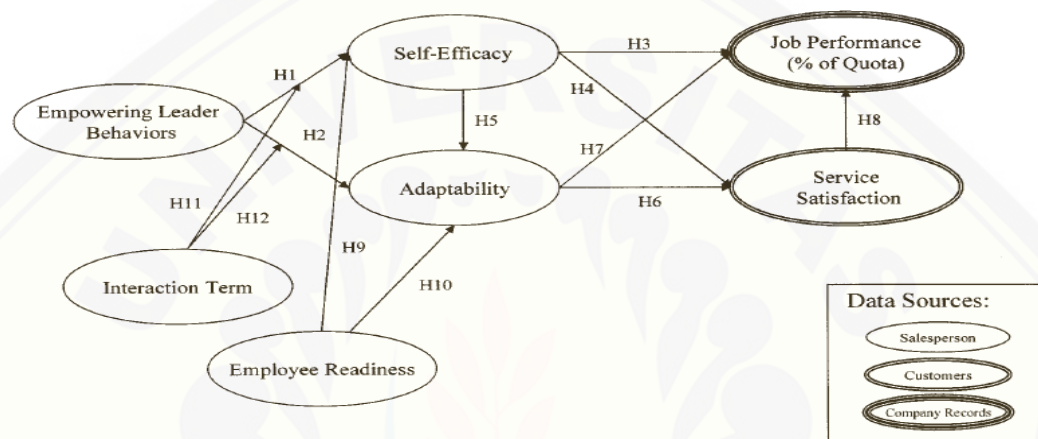 Self-Efficacy
H3
Job Performance
(% of Quota)
H1
H4
Empowering Leader
Behaviors
H2
H5
H7
H8
Adaptability
H6
Service
Satisfaction
H11
H12
H9
Interaction Term
H10
Employee Readiness
Data Sources:
Salesperson
Customers
Company Records
UNIVERSITAS